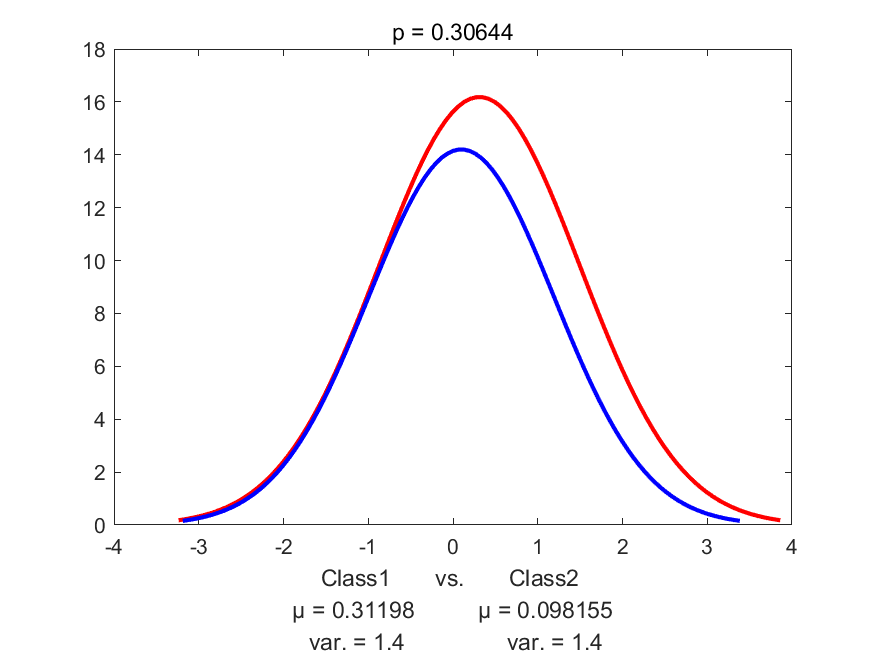 p = 0.30644
18
16
14
12
10
8
6
4
2
0
-4 -3 -2 -1 0 1 2 3 4
Class1 vs. Class2
μ = 0.31198 μ = 0.098155
var. = 1.4 var. = 1.4